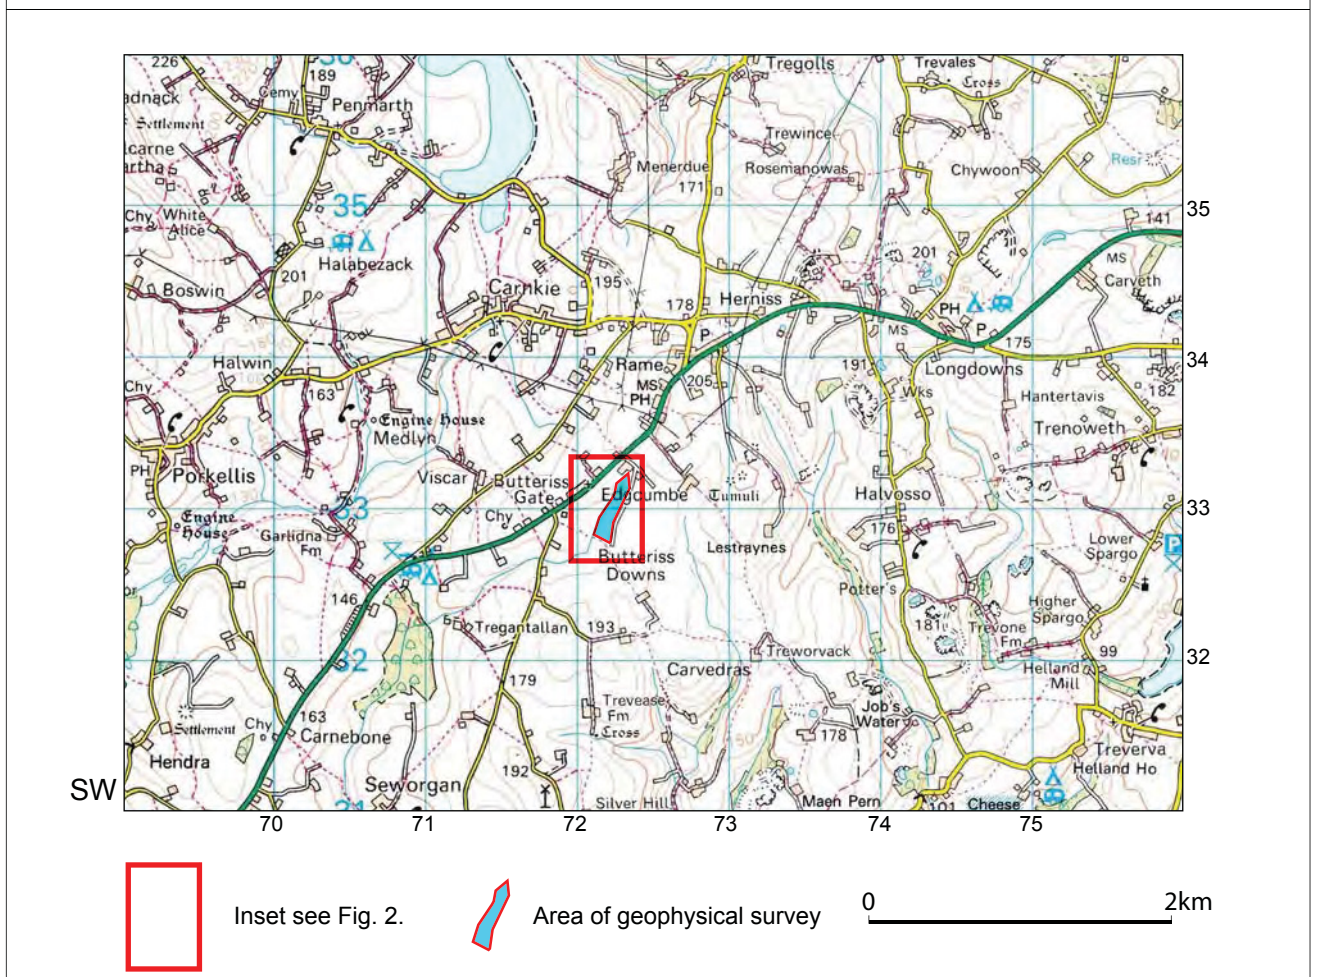 226
189
Cemy
Penmarth
adnack
Settlement
lcarne
artha
Chy
White
Alice
35
Halabezack
201
Boswin
Carnkie
195
Halwin
163
Chy
Engine House
Medlyn
PH
Porkellis
Engine
House
Viscar
Garlidna
Fm
33
146
Tregantallan
193
32
179
163
Chy
Settlement
Carnebone
Hendra
Seworgan
192
31
Tregolls
Trevales
Cross
Trewince
Menerdue
171
Rosemanowas
Chywoon
Resr
35
141
MS
Carveth
201
Herniss
178
P
PH
P
MS
175
34
Rame
MS
PH
205
191
Longdowns
182
Wks
Hantertavis
Trenoweth
Butteriss
Gate
Chy
Edgcumbe
Tumuli
Halvosso
33
176
Lestraynes
Butteriss
Downs
Lower
Spargo
P
Potter's
Higher
Spargo
181
Trevone
Fm
99
32
Treworvack
Carvedras
Helland
Mill
Trevease
Fm
Cross
Job's
Water
178
Treverva
Helland Ho
Silver Hill
Maen Pern
101
Cheese
SW
70
71
72
73
74
75
Inset see Fig. 2.
Area of geophysical survey
0
2km